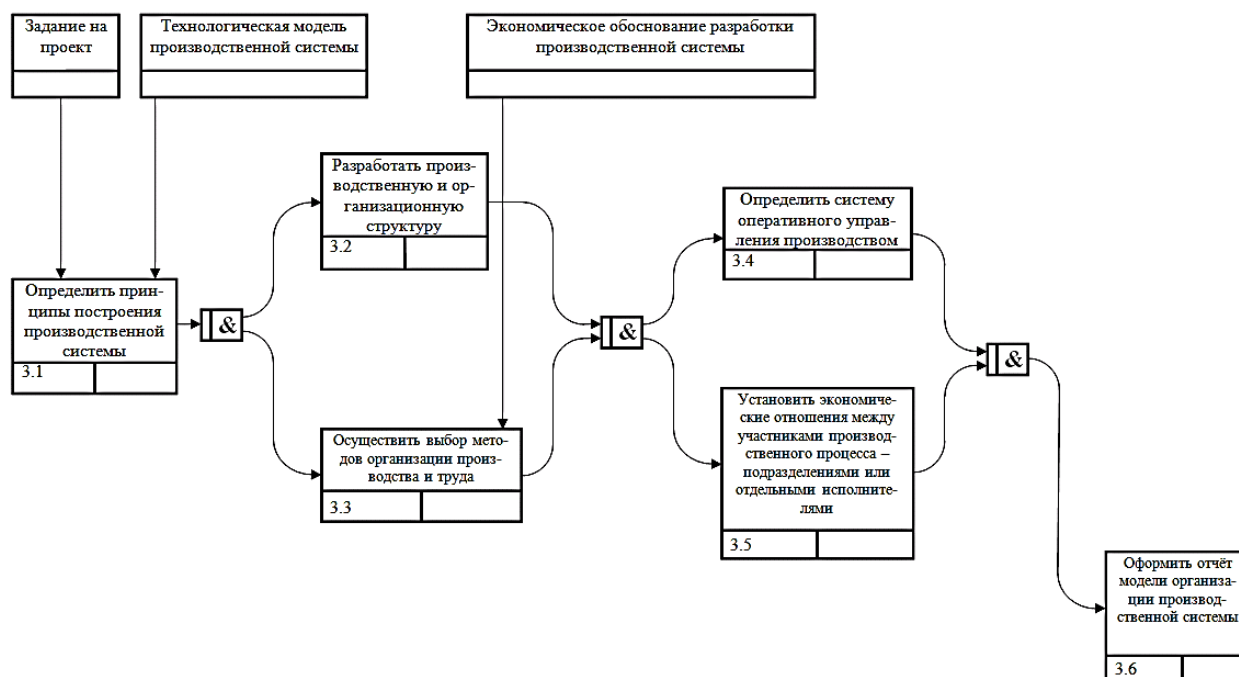 Задание на
проект
Технологическая модель
производственной системы
Экономическое обоснование разработки
производственной системы
Разработать произ-
водственную и ор-
ганизационную
структуру
3.2
Определить систему
оперативного управ-
ления производством
3.4
Определить прин-
ципы построения
производственной
системы
3.1
&
&
&
Осуществить выбор мето-
дов организации произ-
водства и труда
3.3
Установить экономиче-
ские отношения между
участниками производ-
ственного процесса –
подразделениями или
отдельными исполните-
лями
3.5
Оформить отчёт
модели организа-
ции производ-
ственной системы
3.6